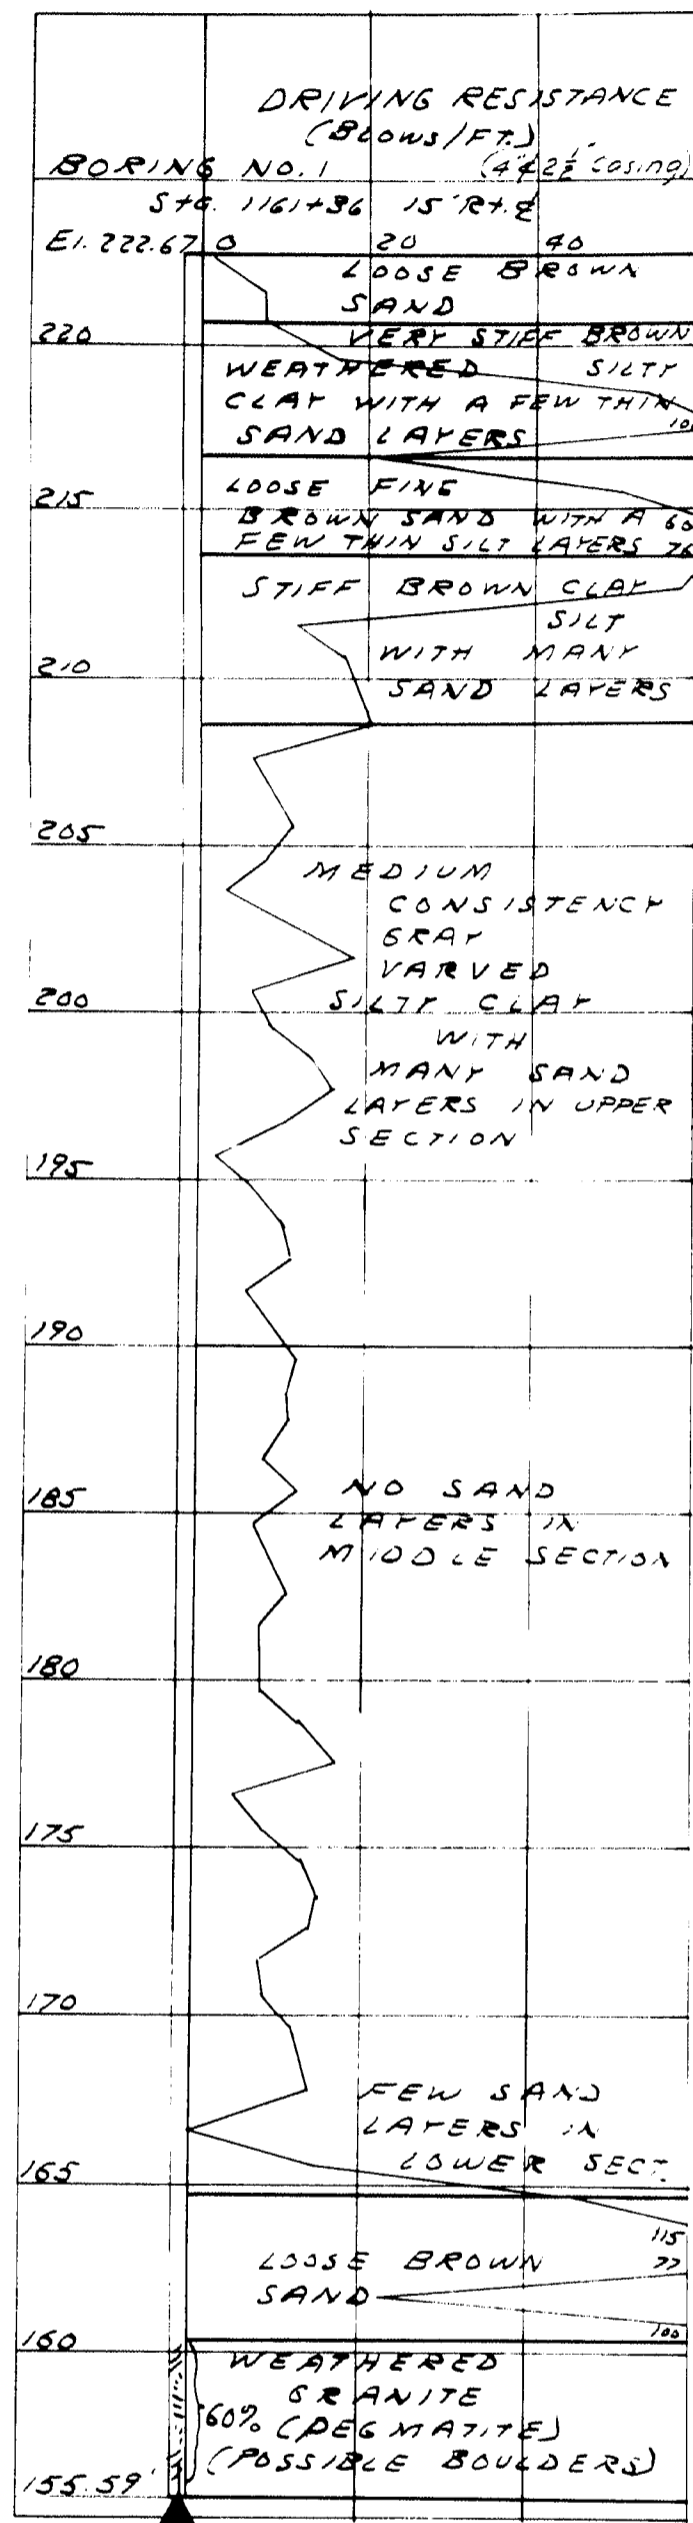 DRIVING RESISTANCE
(BLOWS/FT.)
BORING NO. 1 (4" & 2 1/2" Casing)
Sta. 1161+36 15' Rt. ℄
El. 222.67 0 20 40
LOOSE BROWN
SAND
220 VERY STIFF BROWN
WEATHERED SILTY
CLAY WITH A FEW THIN
SAND LAYERS
LOOSE FINE
215
BROWN SAND WITH A 60
FEW THIN SILT LAYERS 76
STIFF BROWN CLAY
SILT
WITH MANY
210
SAND LAYERS
205
MEDIUM
CONSISTENCY
GRAY
VARVED
200 SILTY CLAY
WITH
MANY SAND
LAYERS IN UPPER
SECTION
195
190
NO SAND
185
LAYERS IN
MIDDLE SECTION
180
175
170
FEW SAND
LAYERS IN
LOWER SECT.
165
115
LOOSE BROWN 77
SAND
100
160
WEATHERED
GRANITE
60% (PEGMATITE)
(POSSIBLE BOULDERS)
155.59'